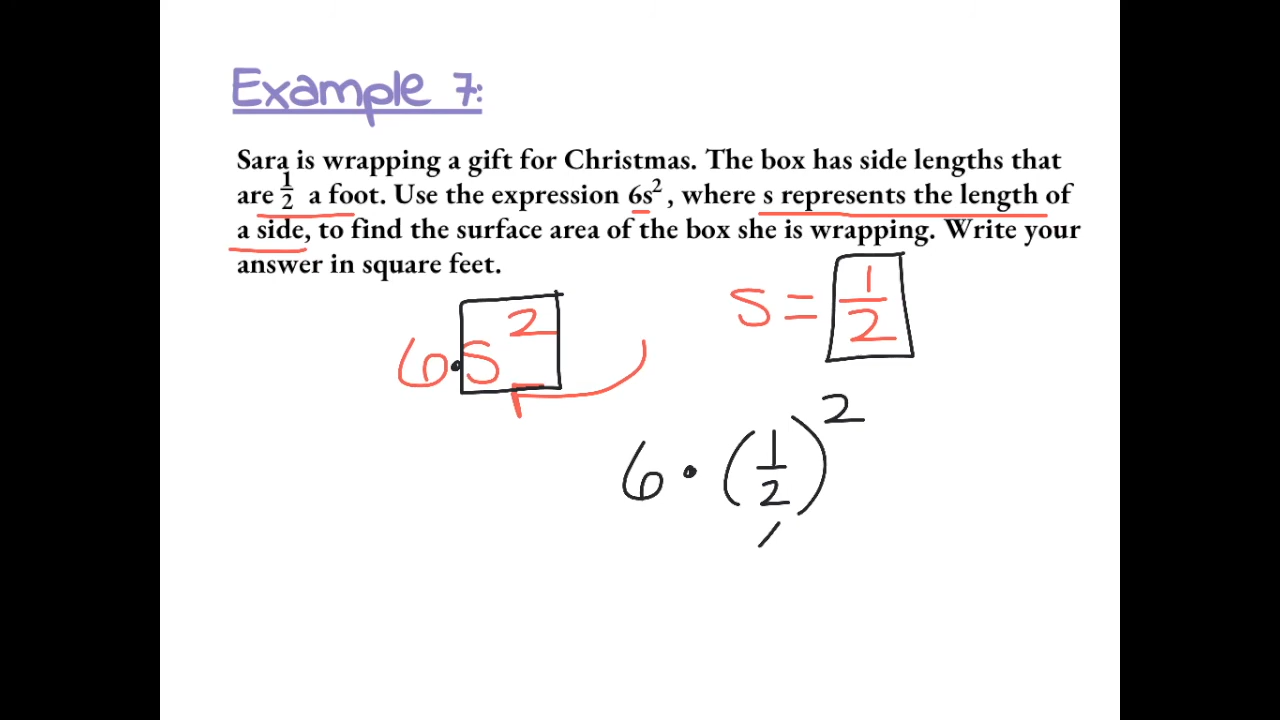 Example 7:
Sara is wrapping a gift for Christmas. The box has side lengths that
are 1/2 a foot. Use the expression 6s², where s represents the length of
a side, to find the surface area of the box she is wrapping. Write your
answer in square feet.
s = 1/2
6·s²
6·(1/2)²